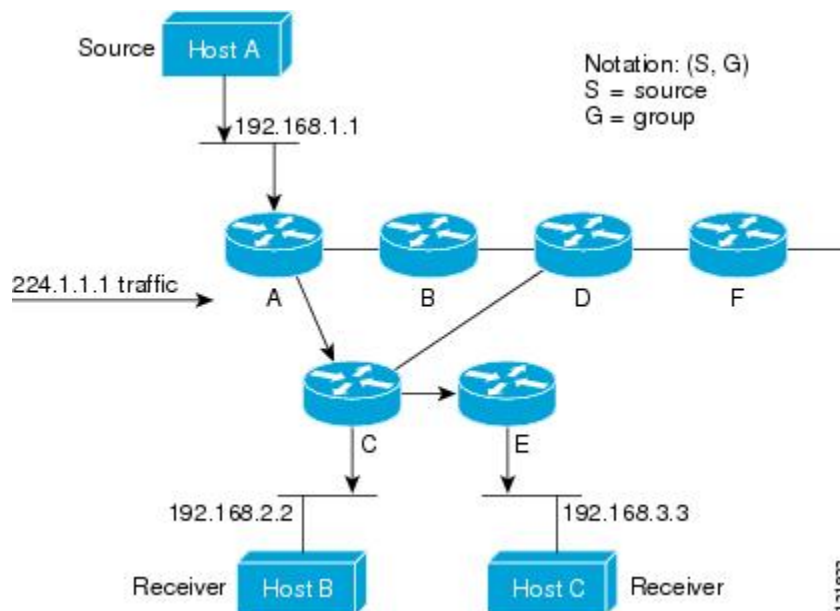 Source
Host A
Notation: (S, G)
S = source
G = group
192.168.1.1
224.1.1.1 traffic
A
B
D
F
C
E
192.168.2.2
192.168.3.3
Receiver
Host B
Host C
Receiver